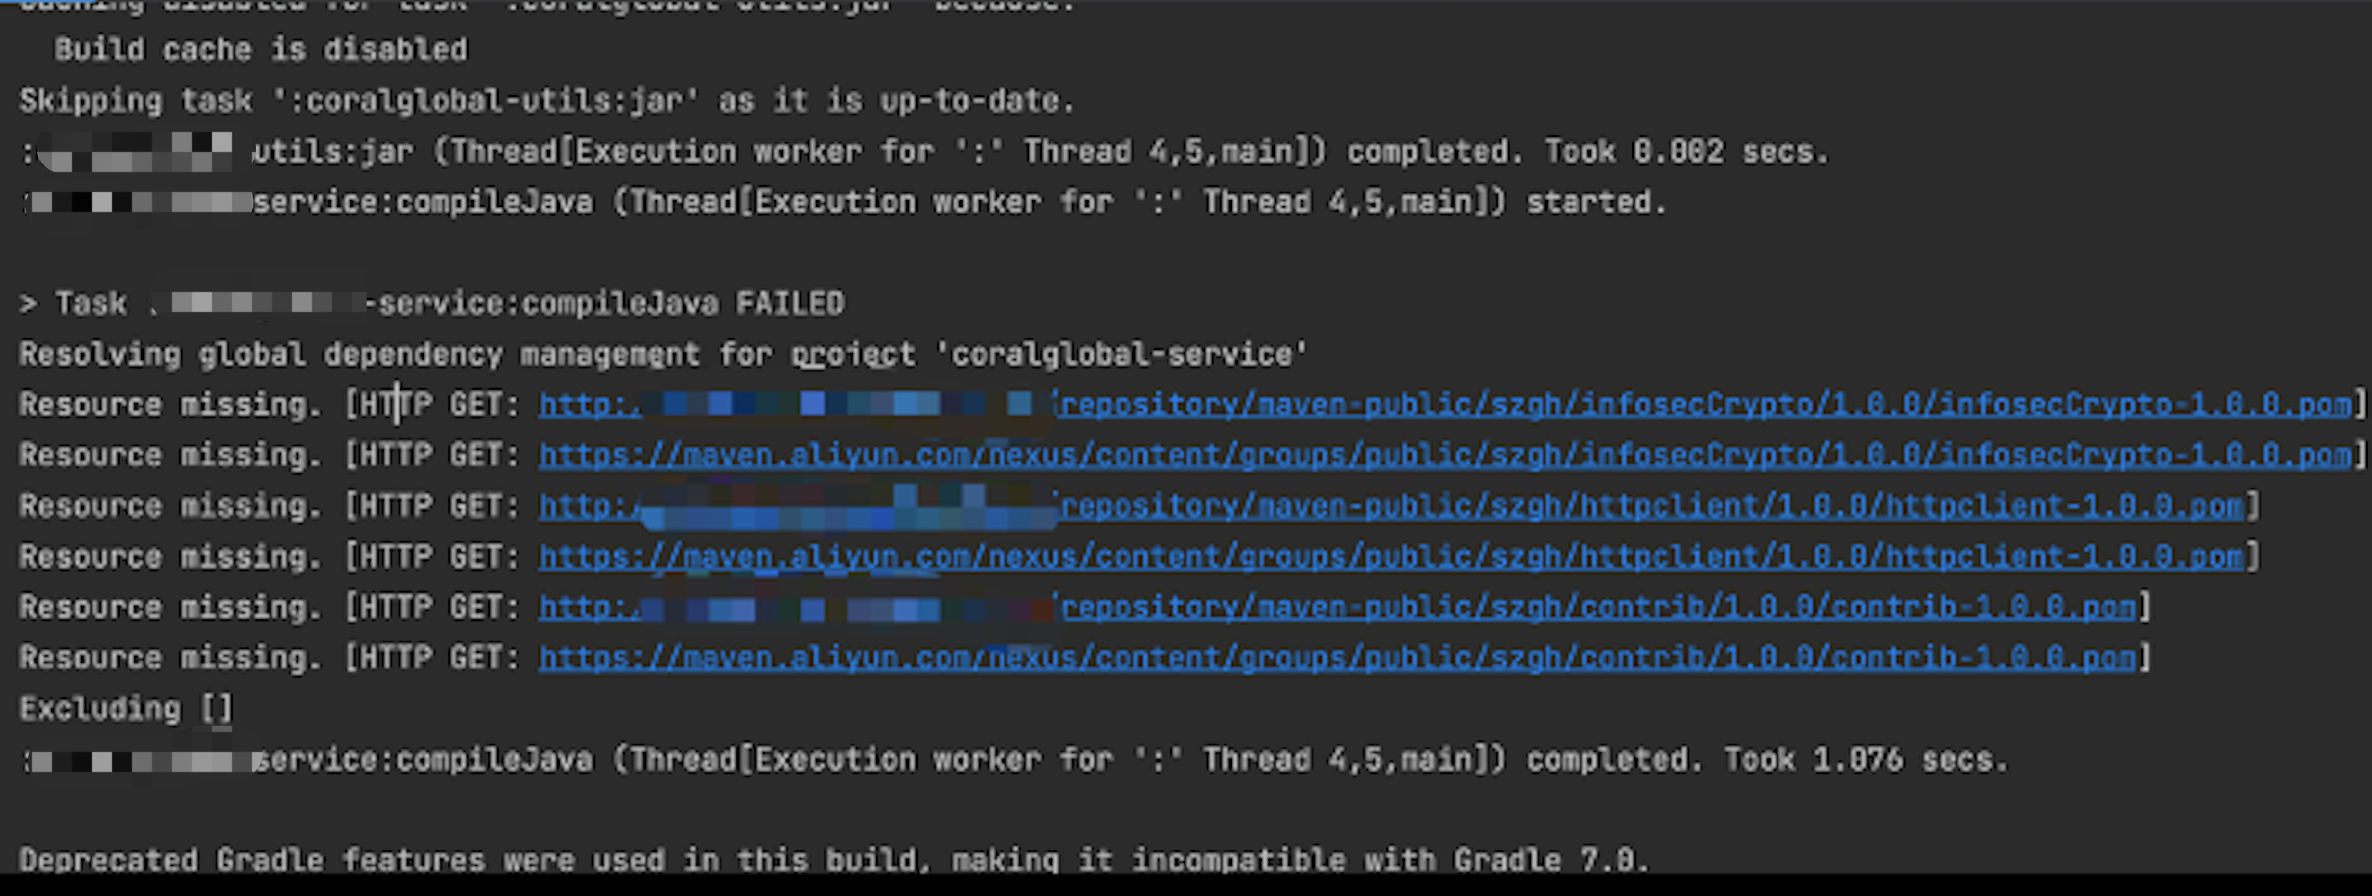 Caching disabled for task ':coralglobal-utils:jar' because:
Build cache is disabled
Skipping task ':coralglobal-utils:jar' as it is up-to-date.
: utils:jar (Thread[Execution worker for ':' Thread 4,5,main]) completed. Took 0.002 secs.
: service:compileJava (Thread[Execution worker for ':' Thread 4,5,main]) started.
> Task : -service:compileJava FAILED
Resolving global dependency management for project 'coralglobal-service'
Resource missing. [HTTP GET: http:/ /repository/maven-public/szgh/infosecCrypto/1.0.0/infosecCrypto-1.0.0.pom]
Resource missing. [HTTP GET: https://maven.aliyun.com/nexus/content/groups/public/szgh/infosecCrypto/1.0.0/infosecCrypto-1.0.0.pom]
Resource missing. [HTTP GET: http:/ /repository/maven-public/szgh/httpclient/1.0.0/httpclient-1.0.0.pom]
Resource missing. [HTTP GET: https://maven.aliyun.com/nexus/content/groups/public/szgh/httpclient/1.0.0/httpclient-1.0.0.pom]
Resource missing. [HTTP GET: http:/ /repository/maven-public/szgh/contrib/1.0.0/contrib-1.0.0.pom]
Resource missing. [HTTP GET: https://maven.aliyun.com/nexus/content/groups/public/szgh/contrib/1.0.0/contrib-1.0.0.pom]
Excluding []
: service:compileJava (Thread[Execution worker for ':' Thread 4,5,main]) completed. Took 1.076 secs.
Deprecated Gradle features were used in this build, making it incompatible with Gradle 7.0.